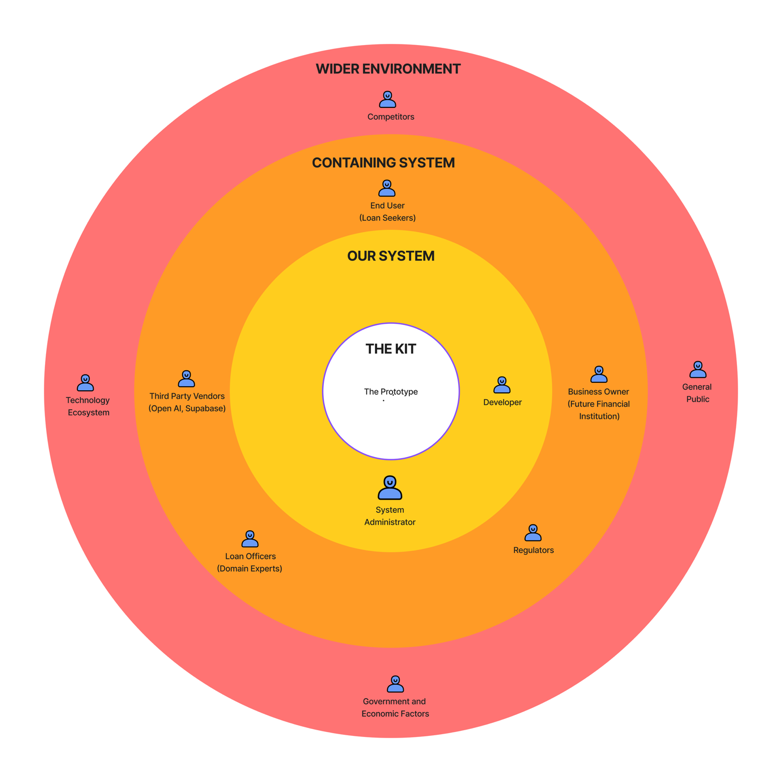 WIDER ENVIRONMENT
Competitors
CONTAINING SYSTEM
End User
(Loan Seekers)
OUR SYSTEM
THE KIT
The Prototype
Technology
Ecosystem
Third Party Vendors
(Open AI, Supabase)
Developer
Business Owner
(Future Financial
Institution)
General
Public
System
Administrator
Loan Officers
(Domain Experts)
Regulators
Government and
Economic Factors